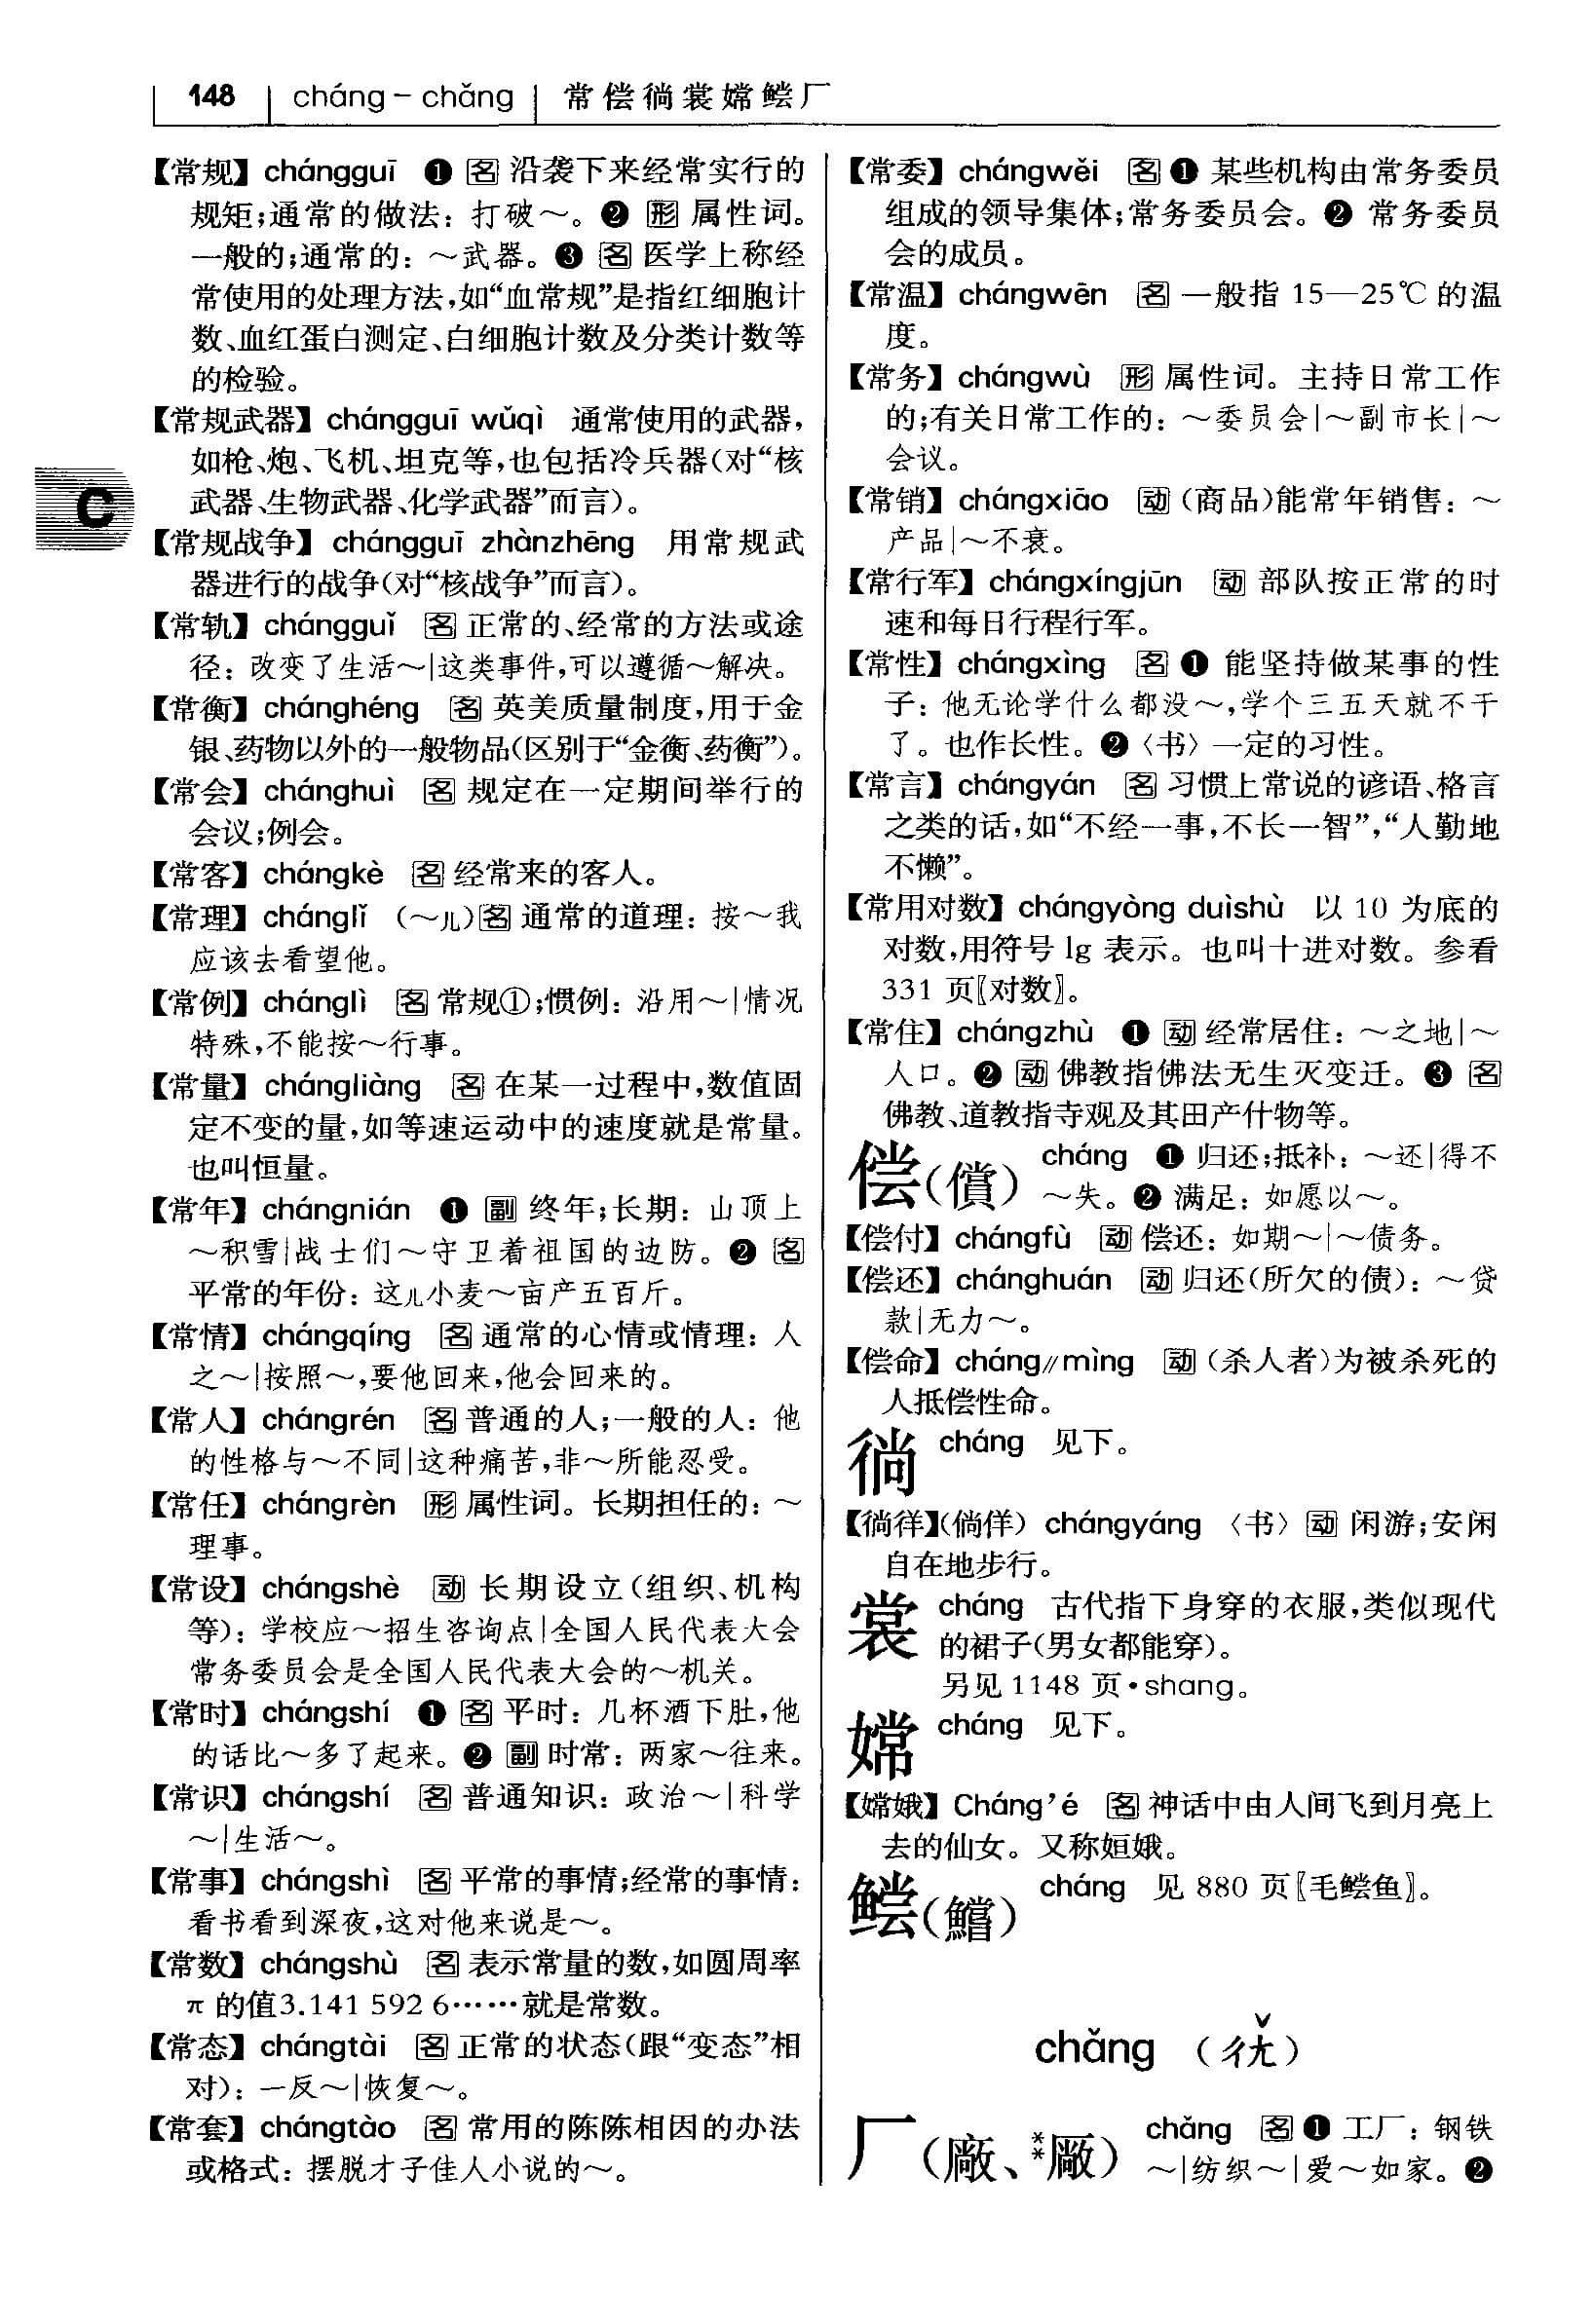 148 cháng－chǎng 常偿徜裳嫦鲿厂
【常规】 chángguī ❶ 名 沿袭下来经常实行的
规矩；通常的做法：打破～。❷ 形 属性词。
一般的；通常的：～武器。❸ 名 医学上称经
常使用的处理方法，如“血常规”是指红细胞计
数、血红蛋白测定、白细胞计数及分类计数等
的检验。
【常规武器】 chángguī wǔqì 通常使用的武器，
如枪、炮、飞机、坦克等，也包括冷兵器（对“核
武器、生物武器、化学武器”而言）。
C
【常规战争】 chángguī zhànzhēng 用常规武
器进行的战争（对“核战争”而言）。
【常轨】 chángguǐ 名 正常的、经常的方法或途
径：改变了生活～｜这类事件，可以遵循～解决。
【常衡】 chánghéng 名 英美质量制度，用于金
银、药物以外的一般物品（区别于“金衡、药衡”）。
【常会】 chánghuì 名 规定在一定期间举行的
会议；例会。
【常客】 chángkè 名 经常来的客人。
【常理】 chánglǐ （～儿）名 通常的道理：按～我
应该去看望他。
【常例】 chánglì 名 常规①；惯例：沿用～｜情况
特殊，不能按～行事。
【常量】 chángliàng 名 在某一过程中，数值固
定不变的量，如等速运动中的速度就是常量。
也叫恒量。
【常年】 chángnián ❶ 副 终年；长期：山顶上
～积雪｜战士们～守卫着祖国的边防。❷ 名
平常的年份：这儿小麦～亩产五百斤。
【常情】 chángqíng 名 通常的心情或情理：人
之～｜按照～，要他回来，他会回来的。
【常人】 chángrén 名 普通的人；一般的人：他
的性格与～不同｜这种痛苦，非～所能忍受。
【常任】 chángrèn 形 属性词。长期担任的：～
理事。
【常设】 chángshè 动 长期设立（组织、机构
等）：学校应～招生咨询点｜全国人民代表大会
常务委员会是全国人民代表大会的～机关。
【常时】 chángshí ❶ 名 平时：几杯酒下肚，他
的话比～多了起来。❷ 副 时常：两家～往来。
【常识】 chángshí 名 普通知识：政治～｜科学
～｜生活～。
【常事】 chángshì 名 平常的事情；经常的事情：
看书看到深夜，这对他来说是～。
【常数】 chángshù 名 表示常量的数，如圆周率
π 的值3.141 592 6……就是常数。
【常态】 chángtài 名 正常的状态（跟“变态”相
对）：一反～｜恢复～。
【常套】 chángtào 名 常用的陈陈相因的办法
或格式：摆脱才子佳人小说的～。
【常委】 chángwěi 名 ❶ 某些机构由常务委员
组成的领导集体；常务委员会。❷ 常务委员
会的成员。
【常温】 chángwēn 名 一般指 15—25℃ 的温
度。
【常务】 chángwù 形 属性词。主持日常工作
的；有关日常工作的：～委员会｜～副市长｜～
会议。
【常销】 chángxiāo 动 （商品）能常年销售：～
产品｜～不衰。
【常行军】 chángxíngjūn 动 部队按正常的时
速和每日行程行军。
【常性】 chángxìng 名 ❶ 能坚持做某事的性
子：他无论学什么都没～，学个三五天就不干
了。也作长性。❷〈书〉一定的习性。
【常言】 chángyán 名 习惯上常说的谚语、格言
之类的话，如“不经一事，不长一智”，“人勤地
不懒”。
【常用对数】 chángyòng duìshù 以 10 为底的
对数，用符号 lg 表示。也叫十进对数。参看
331 页〖对数〗。
【常住】 chángzhù ❶ 动 经常居住：～之地｜～
人口。❷ 动 佛教指佛法无生灭变迁。❸ 名
佛教、道教指寺观及其田产什物等。
偿（償） cháng ❶ 归还；抵补：～还｜得不
～失。❷ 满足：如愿以～。
【偿付】 chángfù 动 偿还：如期～｜～债务。
【偿还】 chánghuán 动 归还（所欠的债）：～贷
款｜无力～。
【偿命】 cháng//mìng 动 （杀人者）为被杀死的
人抵偿性命。
徜 cháng 见下。
【徜徉】（倘佯） chángyáng 〈书〉动 闲游；安闲
自在地步行。
裳 cháng 古代指下身穿的衣服，类似现代
的裙子（男女都能穿）。
另见 1148 页·shang。
嫦 cháng 见下。
【嫦娥】 Cháng’é 名 神话中由人间飞到月亮上
去的仙女。又称姮娥。
鲿（鱨） cháng 见 880 页〖毛鲿鱼〗。
chǎng （ㄔㄤˇ）
厂（廠、**厰） chǎng 名 ❶ 工厂：钢铁
～｜纺织～｜爱～如家。❷